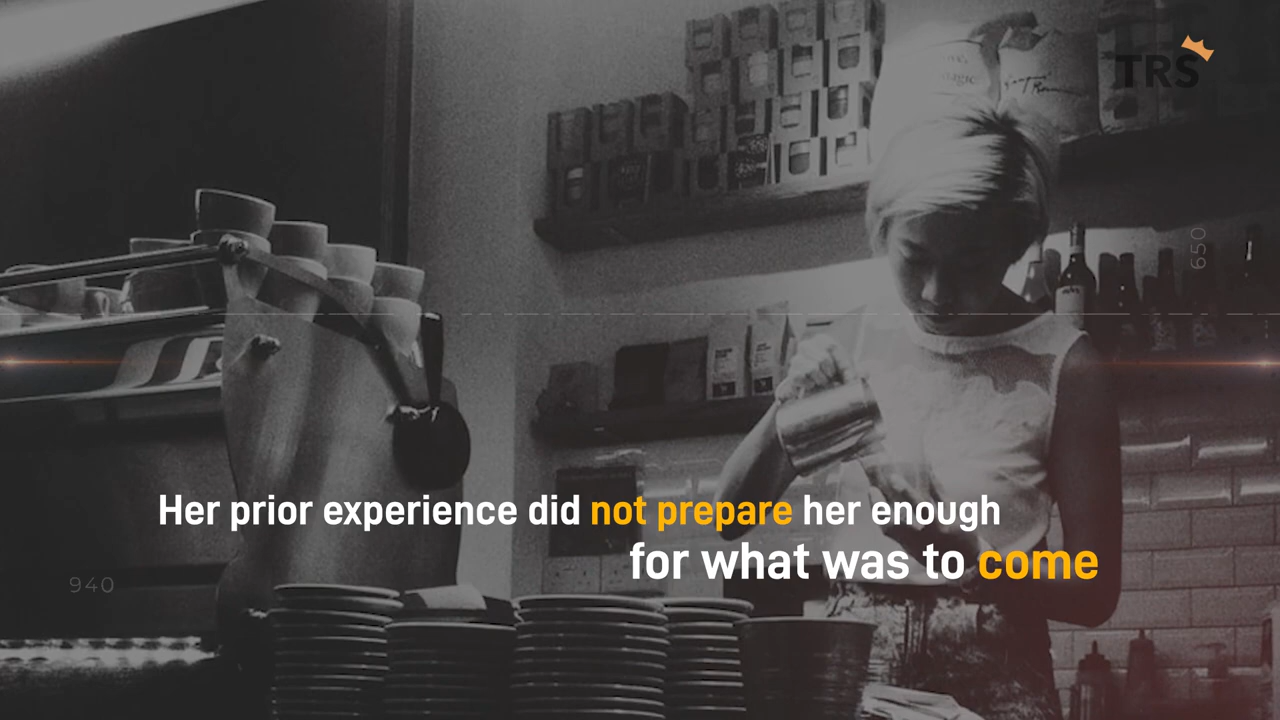 TRS
650
Her prior experience did not prepare her enough
for what was to come
940